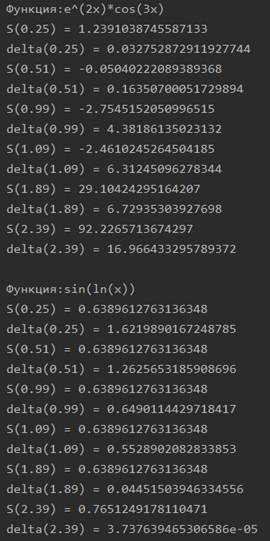 Функция:e^(2x)*cos(3x)
S(0.25) = 1.2391038745587133
delta(0.25) = 0.032752872911927744
S(0.51) = -0.05040222089389368
delta(0.51) = 0.16350700051729894
S(0.99) = -2.7545152050996515
delta(0.99) = 4.38186135023132
S(1.09) = -2.4610245264504185
delta(1.09) = 6.31245096278344
S(1.89) = 29.10424295164207
delta(1.89) = 6.72935303927698
S(2.39) = 92.2265713674297
delta(2.39) = 16.966433295789372

Функция:sin(ln(x))
S(0.25) = 0.6389612763136348
delta(0.25) = 1.6219890167248785
S(0.51) = 0.6389612763136348
delta(0.51) = 1.2625653185908696
S(0.99) = 0.6389612763136348
delta(0.99) = 0.6490114429718417
S(1.09) = 0.6389612763136348
delta(1.09) = 0.5528902082833853
S(1.89) = 0.6389612763136348
delta(1.89) = 0.04451503946334556
S(2.39) = 0.7651249178110471
delta(2.39) = 3.737639465306586e-05